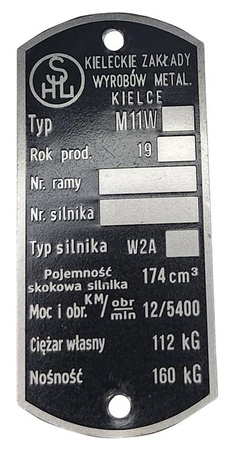 SHL
KIELECKIE ZAKŁADY
WYROBÓW METAL.
KIELCE
Typ M11W
Rok prod. 19
Nr. ramy
Nr. silnika
Typ silnika W2A
Pojemność skokowa silnika 174 cm³
Moc i obr. KM/obr min 12/5400
Ciężar własny 112 kG
Nośność 160 kG